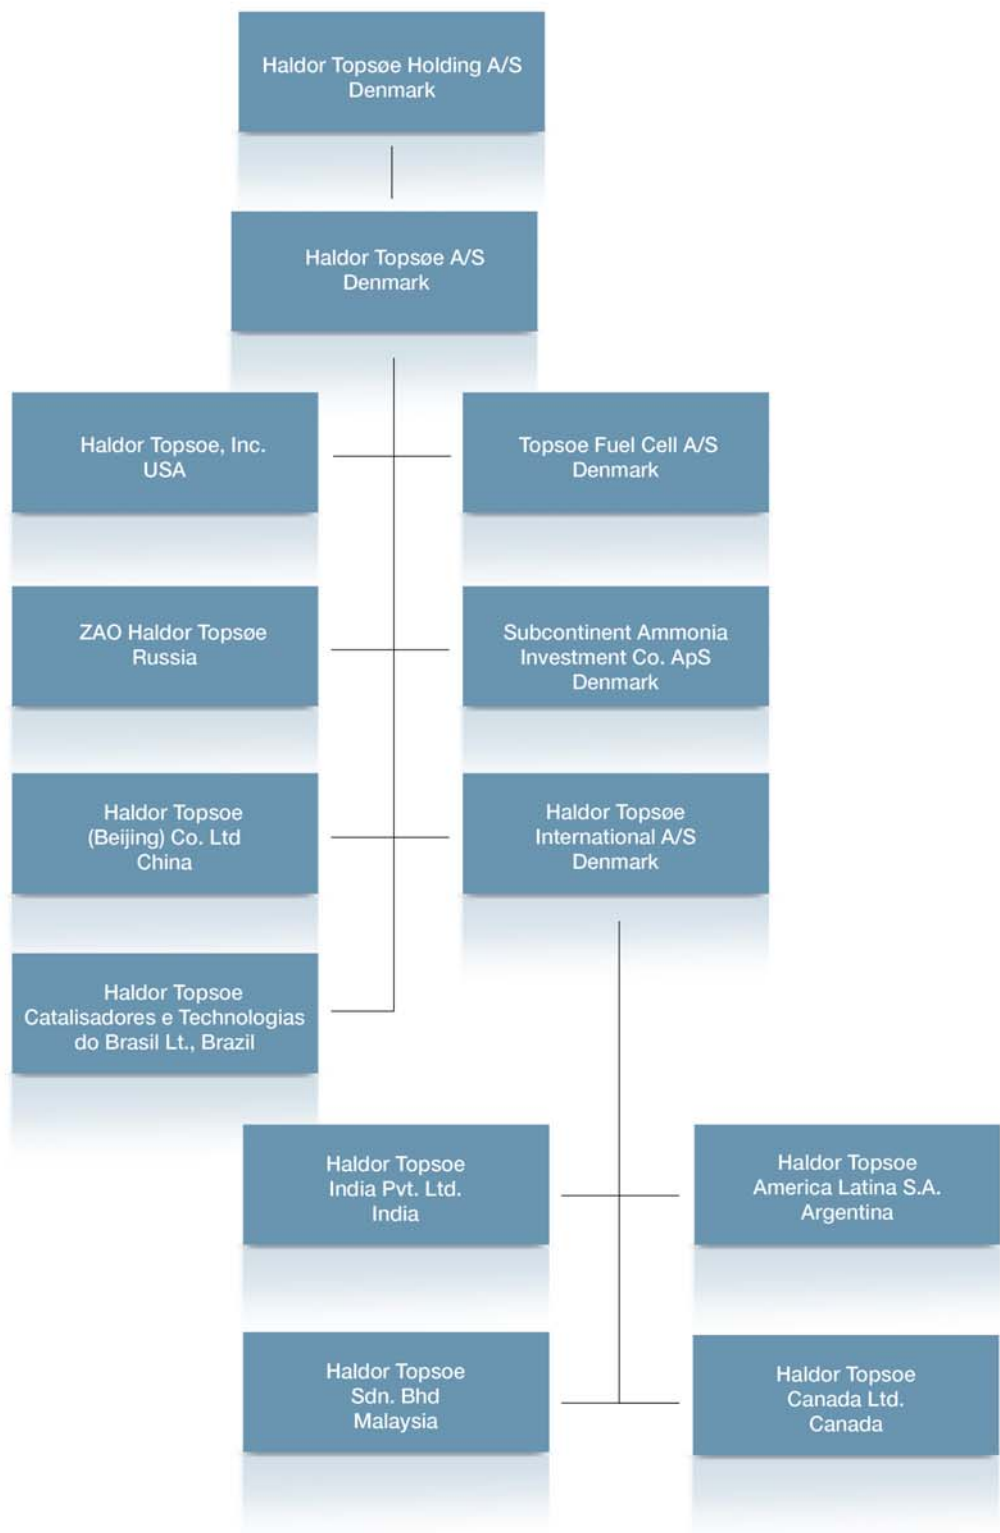 Haldor Topsøe Holding A/S
Denmark
Haldor Topsøe A/S
Denmark
Haldor Topsoe, Inc.
USA
Topsoe Fuel Cell A/S
Denmark
ZAO Haldor Topsøe
Russia
Subcontinent Ammonia
Investment Co. ApS
Denmark
Haldor Topsoe
(Beijing) Co. Ltd
China
Haldor Topsøe
International A/S
Denmark
Haldor Topsoe
Catalisadores e Technologias
do Brasil Lt., Brazil
Haldor Topsoe
India Pvt. Ltd.
India
Haldor Topsoe
America Latina S.A.
Argentina
Haldor Topsoe
Sdn. Bhd
Malaysia
Haldor Topsoe
Canada Ltd.
Canada